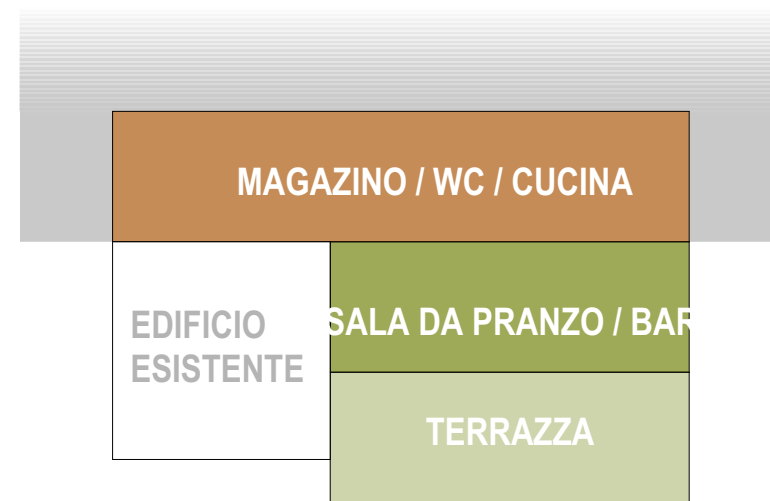 MAGAZINO / WC / CUCINA
EDIFICIO
ESISTENTE
SALA DA PRANZO / BAR
TERRAZZA